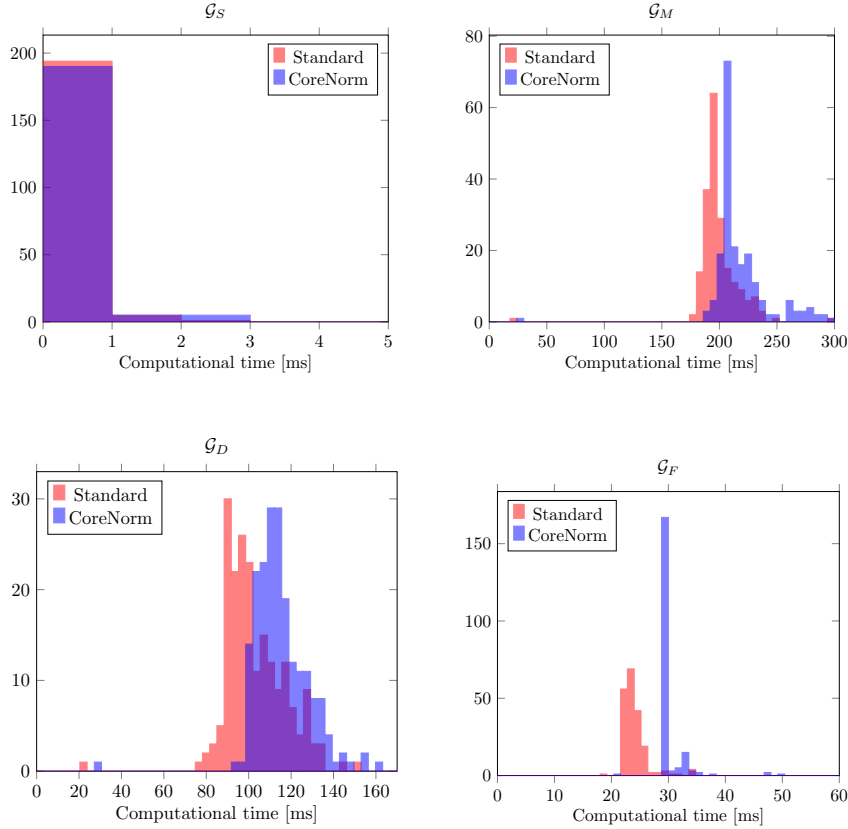 𝒢_S
200
150
100
50
0
0 1 2 3 4 5
Computational time [ms]
Standard
CoreNorm
𝒢_M
80
60
40
20
0
0 50 100 150 200 250 300
Computational time [ms]
Standard
CoreNorm
𝒢_D
30
20
10
0
0 20 40 60 80 100 120 140 160
Computational time [ms]
Standard
CoreNorm
𝒢_F
150
100
50
0
0 10 20 30 40 50 60
Computational time [ms]
Standard
CoreNorm